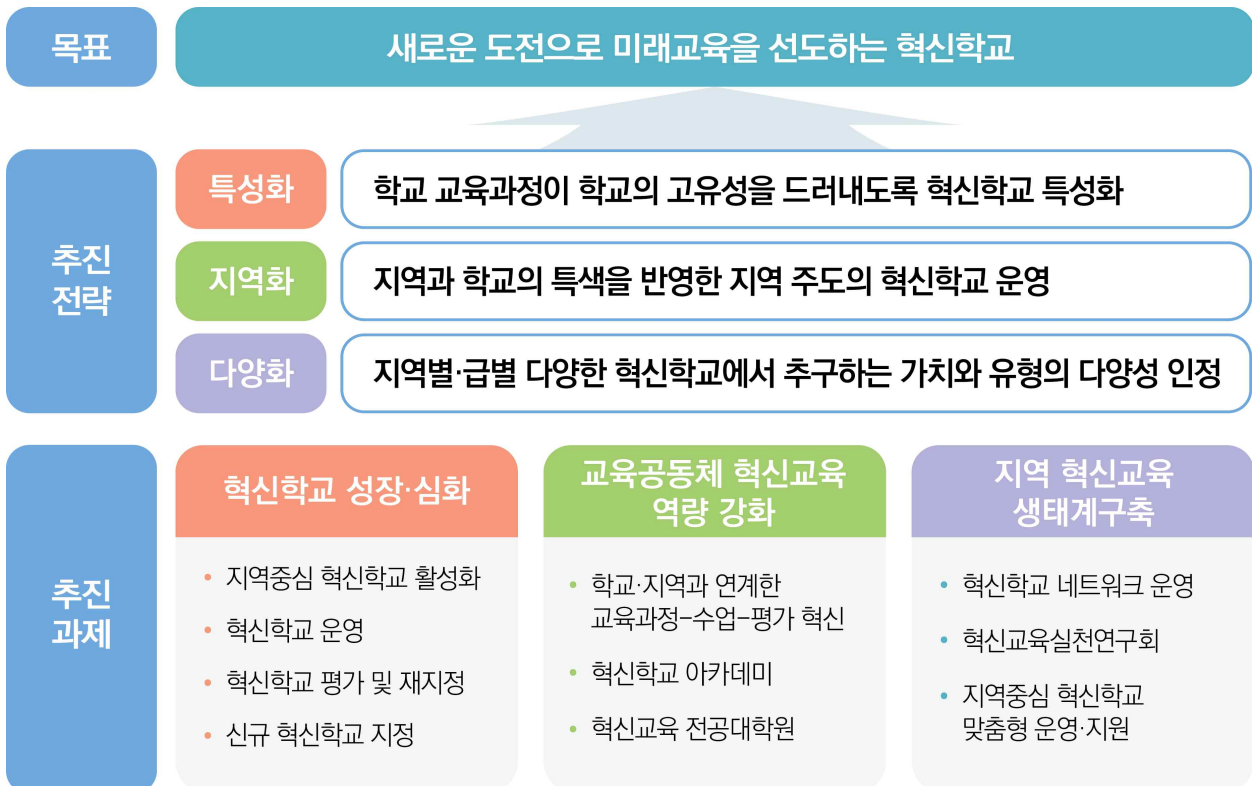 목표
새로운 도전으로 미래교육을 선도하는 혁신학교
추진
전략
특성화
학교 교육과정이 학교의 고유성을 드러내도록 혁신학교 특성화
지역화
지역과 학교의 특색을 반영한 지역 주도의 혁신학교 운영
다양화
지역별·급별 다양한 혁신학교에서 추구하는 가치와 유형의 다양성 인정
추진
과제
혁신학교 성장·심화
• 지역중심 혁신학교 활성화
• 혁신학교 운영
• 혁신학교 평가 및 재지정
• 신규 혁신학교 지정
교육공동체 혁신교육
역량 강화
• 학교·지역과 연계한
교육과정-수업-평가 혁신
• 혁신학교 아카데미
• 혁신교육 전공대학원
지역 혁신교육
생태계구축
• 혁신학교 네트워크 운영
• 혁신교육실천연구회
• 지역중심 혁신학교
맞춤형 운영·지원